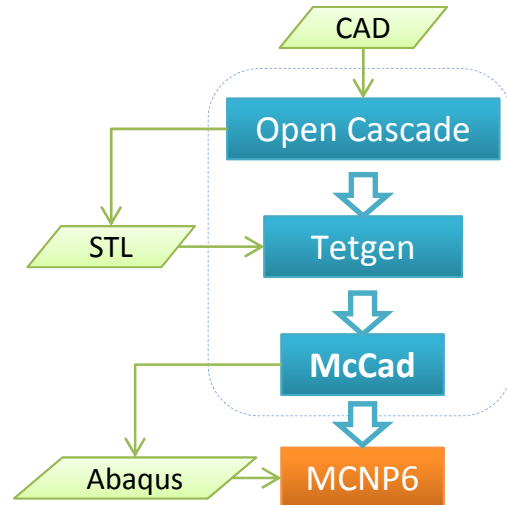 CAD
Open Cascade
STL
Tetgen
McCad
Abaqus
MCNP6